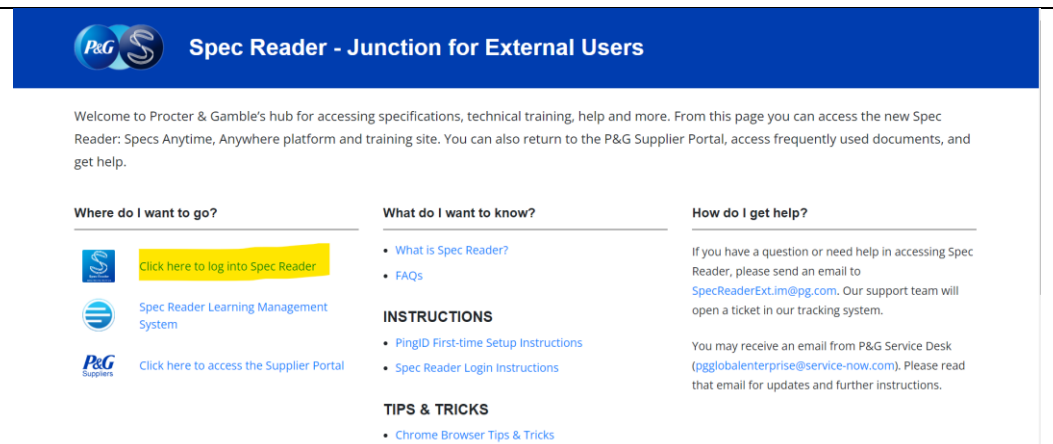 P&G S Spec Reader - Junction for External Users
Welcome to Procter & Gamble's hub for accessing specifications, technical training, help and more. From this page you can access the new Spec
Reader: Specs Anytime, Anywhere platform and training site. You can also return to the P&G Supplier Portal, access frequently used documents, and
get help.
Where do I want to go?
Click here to log into Spec Reader
Spec Reader Learning Management
System
P&G
Suppliers
Click here to access the Supplier Portal
What do I want to know?
• What is Spec Reader?
• FAQs
INSTRUCTIONS
• PingID First-time Setup Instructions
• Spec Reader Login Instructions
TIPS & TRICKS
• Chrome Browser Tips & Tricks
How do I get help?
If you have a question or need help in accessing Spec
Reader, please send an email to
SpecReaderExt.im@pg.com. Our support team will
open a ticket in our tracking system.
You may receive an email from P&G Service Desk
(pgglobalenterprise@service-now.com). Please read
that email for updates and further instructions.